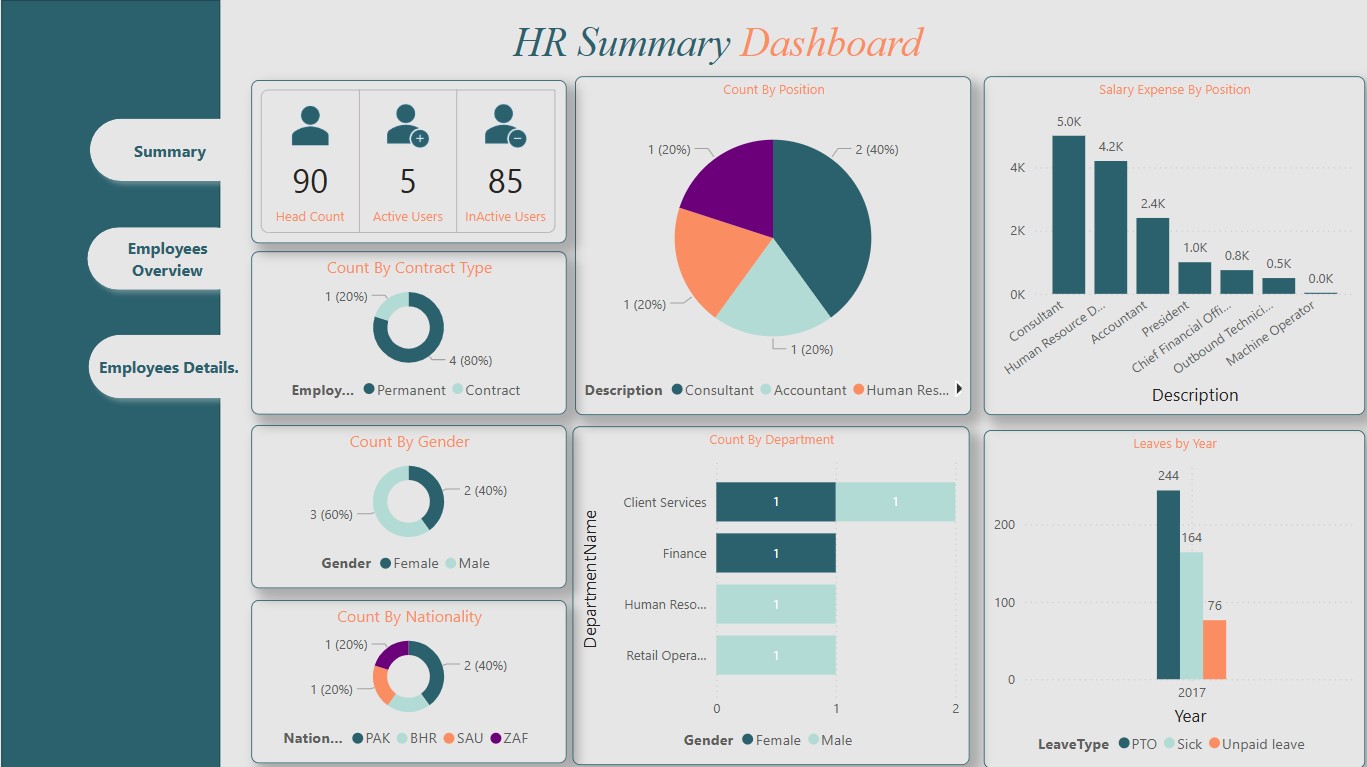 HR Summary Dashboard
Summary
Employees
Overview
Employees Details.
90
Head Count
5
Active Users
85
InActive Users
Count By Contract Type
1 (20%)
4 (80%)
Employ... Permanent Contract
Count By Gender
2 (40%)
3 (60%)
Gender Female Male
Count By Nationality
1 (20%)
2 (40%)
1 (20%)
Nation... PAK BHR SAU ZAF
Count By Position
1 (20%)
2 (40%)
1 (20%)
1 (20%)
Description Consultant Accountant Human Res...
Count By Department
DepartmentName
Client Services 1 1
Finance 1
Human Reso... 1
Retail Opera... 1
0 1 2
Gender Female Male
Salary Expense By Position
5.0K
4.2K
2.4K
1.0K
0.8K
0.5K
0.0K
4K
2K
0K
Consultant
Human Resource D...
Accountant
President
Chief Financial Offi...
Outbound Technici...
Machine Operator
Description
Leaves by Year
244
164
76
200
100
0
2017
Year
LeaveType PTO Sick Unpaid leave